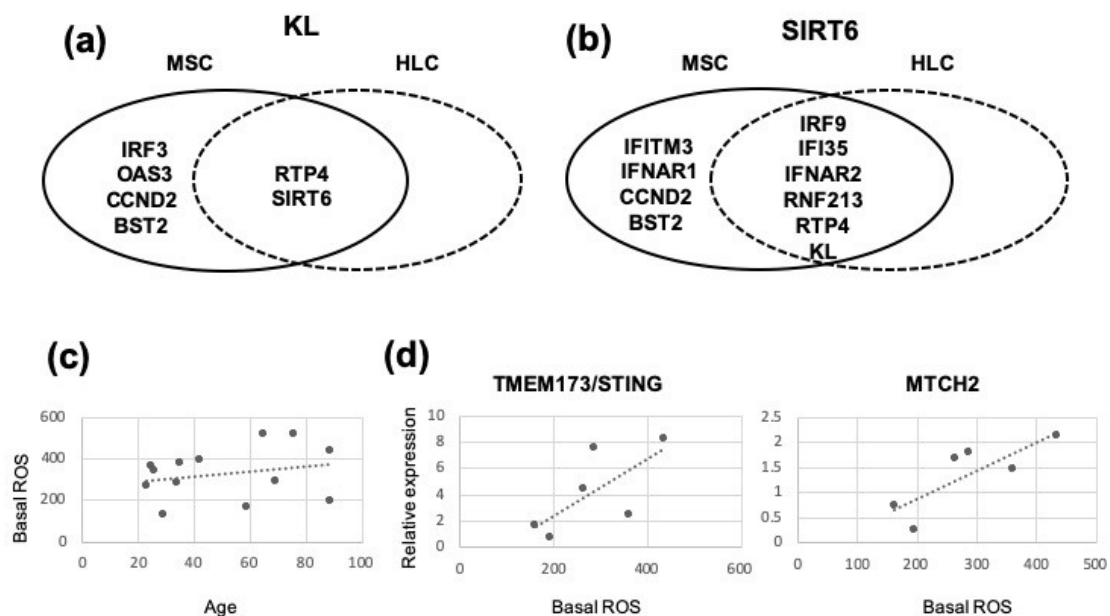 (a)
KL
MSC
HLC
IRF3
OAS3
CCND2
BST2
RTP4
SIRT6
(b)
SIRT6
MSC
HLC
IFITM3
IFNAR1
CCND2
BST2
IRF9
IFI35
IFNAR2
RNF213
RTP4
KL
(c)
Basal ROS
600
400
200
0
0 20 40 60 80 100
Age
(d)
TMEM173/STING
Relative expression
10
8
6
4
2
0
0 200 400 600
Basal ROS
MTCH2
2.5
2
1.5
1
0.5
0
0 100 200 300 400 500
Basal ROS